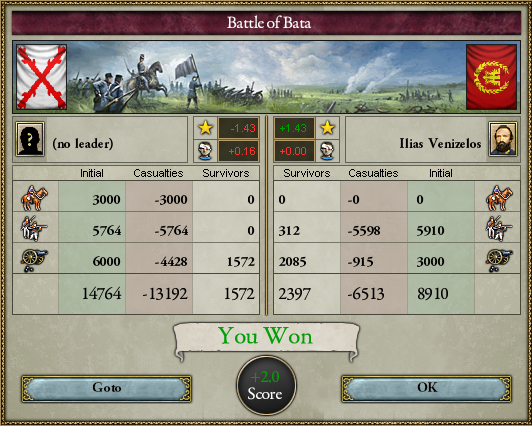 Battle of Bata
(no leader) -1.43 +1.43 Ilias Venizelos
+0.16 +0.00
Initial Casualties Survivors Survivors Casualties Initial
3000 -3000 0 0 -0 0
5764 -5764 0 312 -5598 5910
6000 -4428 1572 2085 -915 3000
14764 -13192 1572 2397 -6513 8910
You Won
+2.0
Goto Score OK